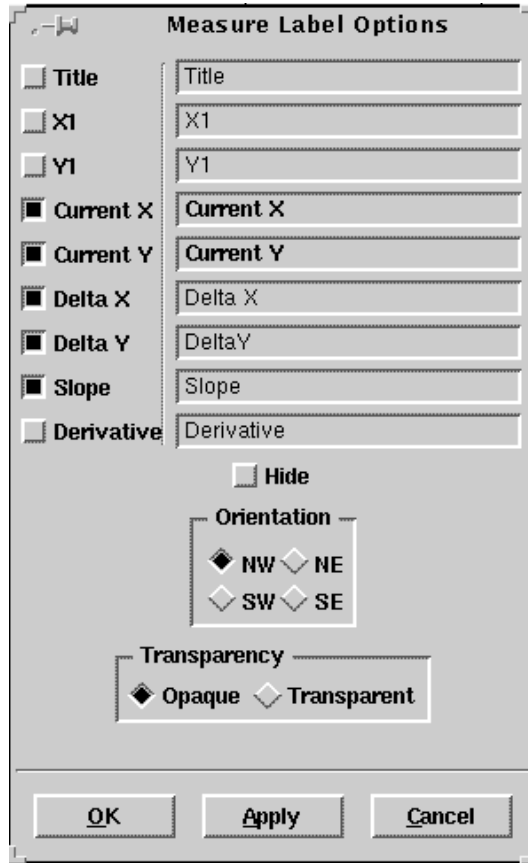 Measure Label Options
Title Title
X1 X1
Y1 Y1
Current X Current X
Current Y Current Y
Delta X Delta X
Delta Y DeltaY
Slope Slope
Derivative Derivative
Hide
Orientation
NW NE
SW SE
Transparency
Opaque Transparent
OK Apply Cancel